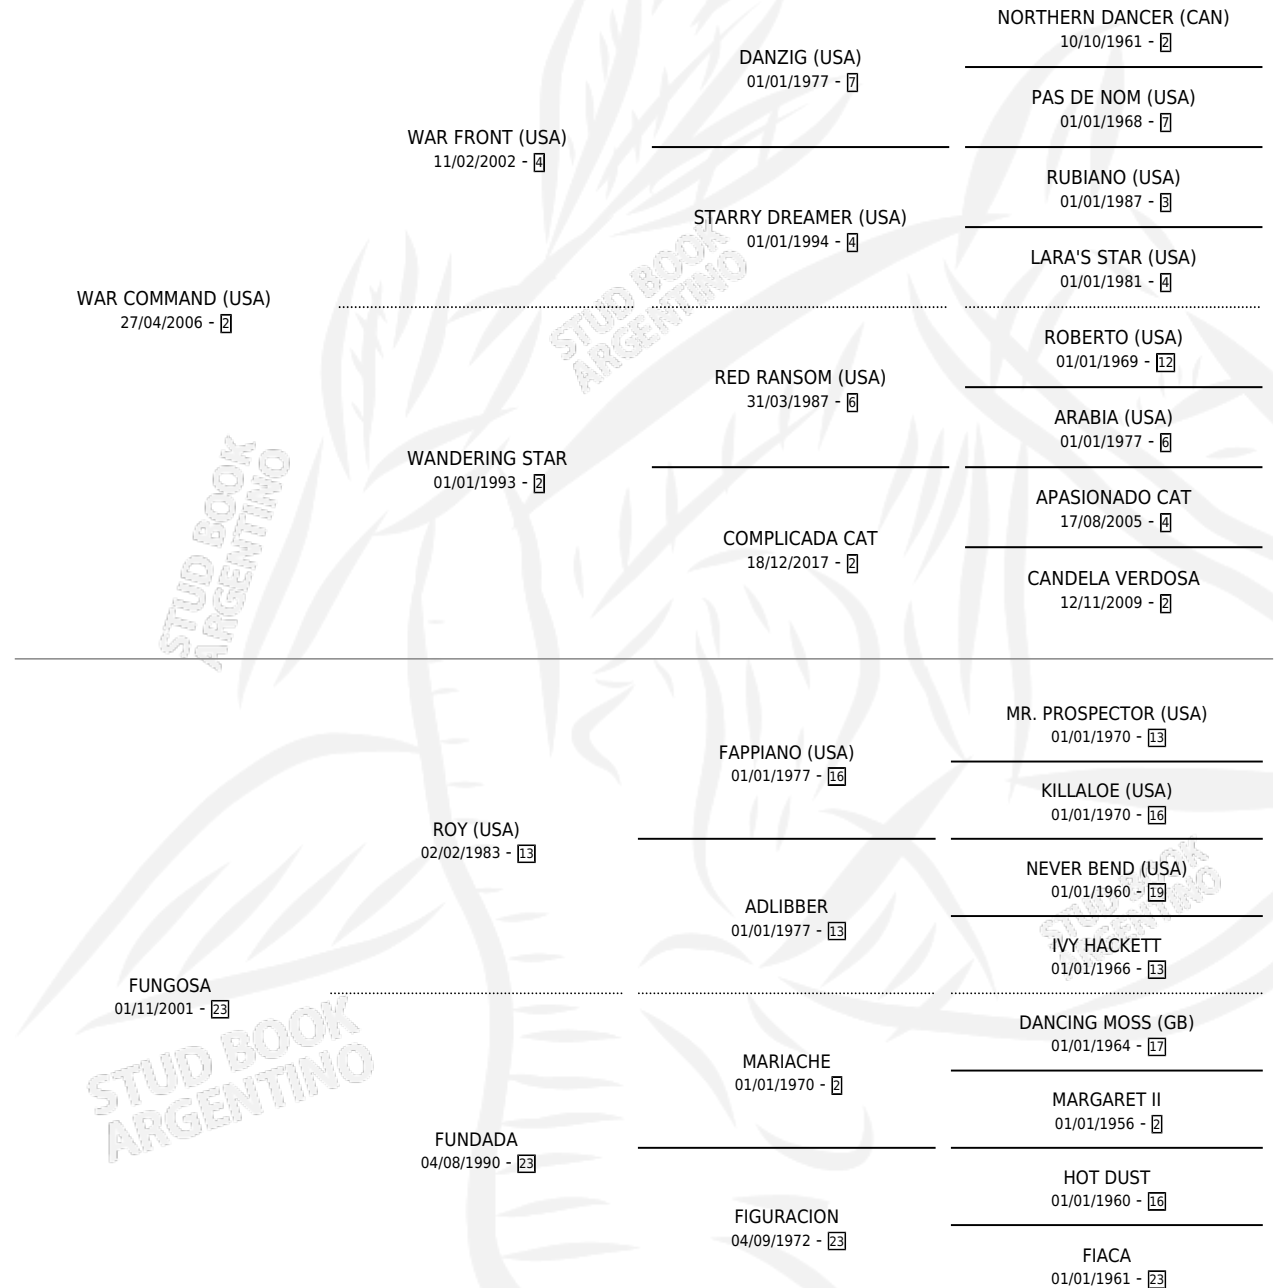 NORTHERN DANCER (CAN)
10/10/1961 - 2
DANZIG (USA)
01/01/1977 - 7
PAS DE NOM (USA)
01/01/1968 - 7
WAR FRONT (USA)
11/02/2002 - 4
RUBIANO (USA)
01/01/1987 - 3
STARRY DREAMER (USA)
01/01/1994 - 4
LARA'S STAR (USA)
01/01/1981 - 4
WAR COMMAND (USA)
27/04/2006 - 2
ROBERTO (USA)
01/01/1969 - 12
RED RANSOM (USA)
31/03/1987 - 6
ARABIA (USA)
01/01/1977 - 6
WANDERING STAR
01/01/1993 - 2
APASIONADO CAT
17/08/2005 - 4
COMPLICADA CAT
18/12/2017 - 2
CANDELA VERDOSA
12/11/2009 - 2
MR. PROSPECTOR (USA)
01/01/1970 - 13
FAPPIANO (USA)
01/01/1977 - 16
KILLALOE (USA)
01/01/1970 - 16
ROY (USA)
02/02/1983 - 13
NEVER BEND (USA)
01/01/1960 - 19
ADLIBBER
01/01/1977 - 13
IVY HACKETT
01/01/1966 - 13
FUNGOSA
01/11/2001 - 23
DANCING MOSS (GB)
01/01/1964 - 17
MARIACHE
01/01/1970 - 2
MARGARET II
01/01/1956 - 2
FUNDADA
04/08/1990 - 23
HOT DUST
01/01/1960 - 16
FIGURACION
04/09/1972 - 23
FIACA
01/01/1961 - 23
STUD BOOK
ARGENTINO
STUD BOOK
ARGENTINO
STUD BOOK
ARGENTINO
STUD BOOK
ARGENTINO